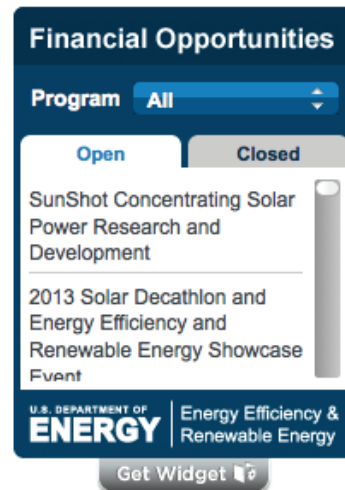 Financial Opportunities
Program All
Open Closed
SunShot Concentrating Solar
Power Research and
Development
2013 Solar Decathlon and
Energy Efficiency and
Renewable Energy Showcase
Event
U.S. DEPARTMENT OF
ENERGY
Energy Efficiency &
Renewable Energy
Get Widget